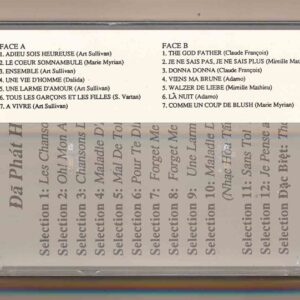 FACE A
1. ADIEU SOIS HEUREUSE (Art Sullivan)
2. LE COEUR SOMNAMBULE (Marie Myriam)
3. ENSEMBLE (Art Sullivan)
4. UNE VIE D'HOMME (Dalida)
5. UNE LARME D'AMOUR (Art Sullivan)
6. TOUS LES GARÇONS ET LES FILLES (S. Vartan)
7. A VIVRE (Art Sullivan)
FACE B
1. THE GOD FATHER (Claude François)
2. JE NE SAIS PAS, JE NE SAIS PLUS (Mireille Mathieu)
3. DONNA DONNA (Claude François)
4. VIENS MA BRUNE (Adamo)
5. WALZER DE LIEBE (Mireille Mathieu)
6. LÀ NUIT (Adamo)
7. COMME UN COUP DE BLUSH (Marie Myriam)
Đã Phát H
Selection 1: Les Chanso
Selection 2: Oh! Mon A
Selection 3: Chansons D
Selection 4: Maladie D
Selection 5: Mal De To
Selection 6: Pour Te Di
Selection 7: Forget Me
Selection 8: Forget Me
Selection 9: Une Larm
Selection 10: Maladie D
(Nhạc Hòa Tấ
Selection 11: Sans To
Selection 12: Je Pense a
Selection Đặc Biệt: The